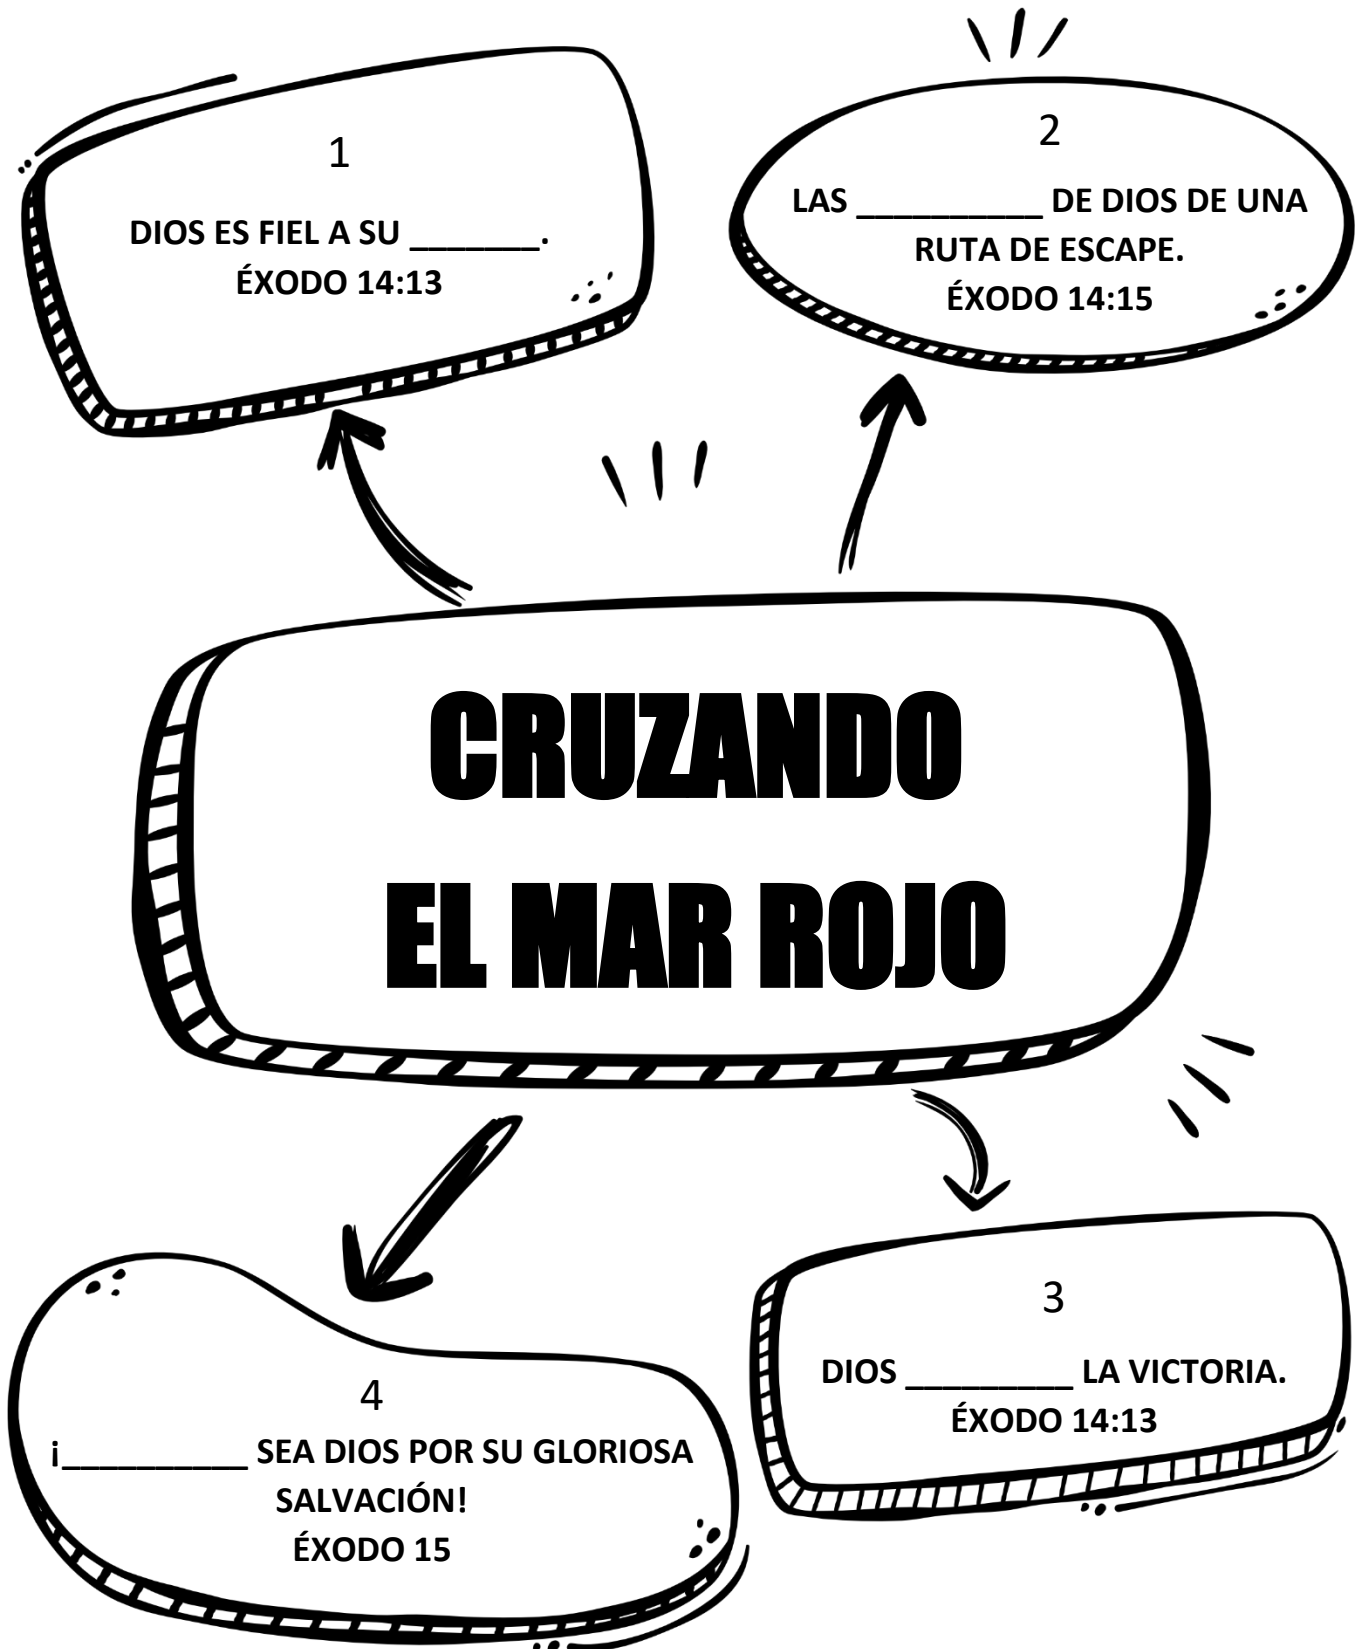 1
DIOS ES FIEL A SU _______.
ÉXODO 14:13
2
LAS __________ DE DIOS DE UNA
RUTA DE ESCAPE.
ÉXODO 14:15
CRUZANDO
EL MAR ROJO
3
DIOS _________ LA VICTORIA.
ÉXODO 14:13
4
¡__________ SEA DIOS POR SU GLORIOSA
SALVACIÓN!
ÉXODO 15